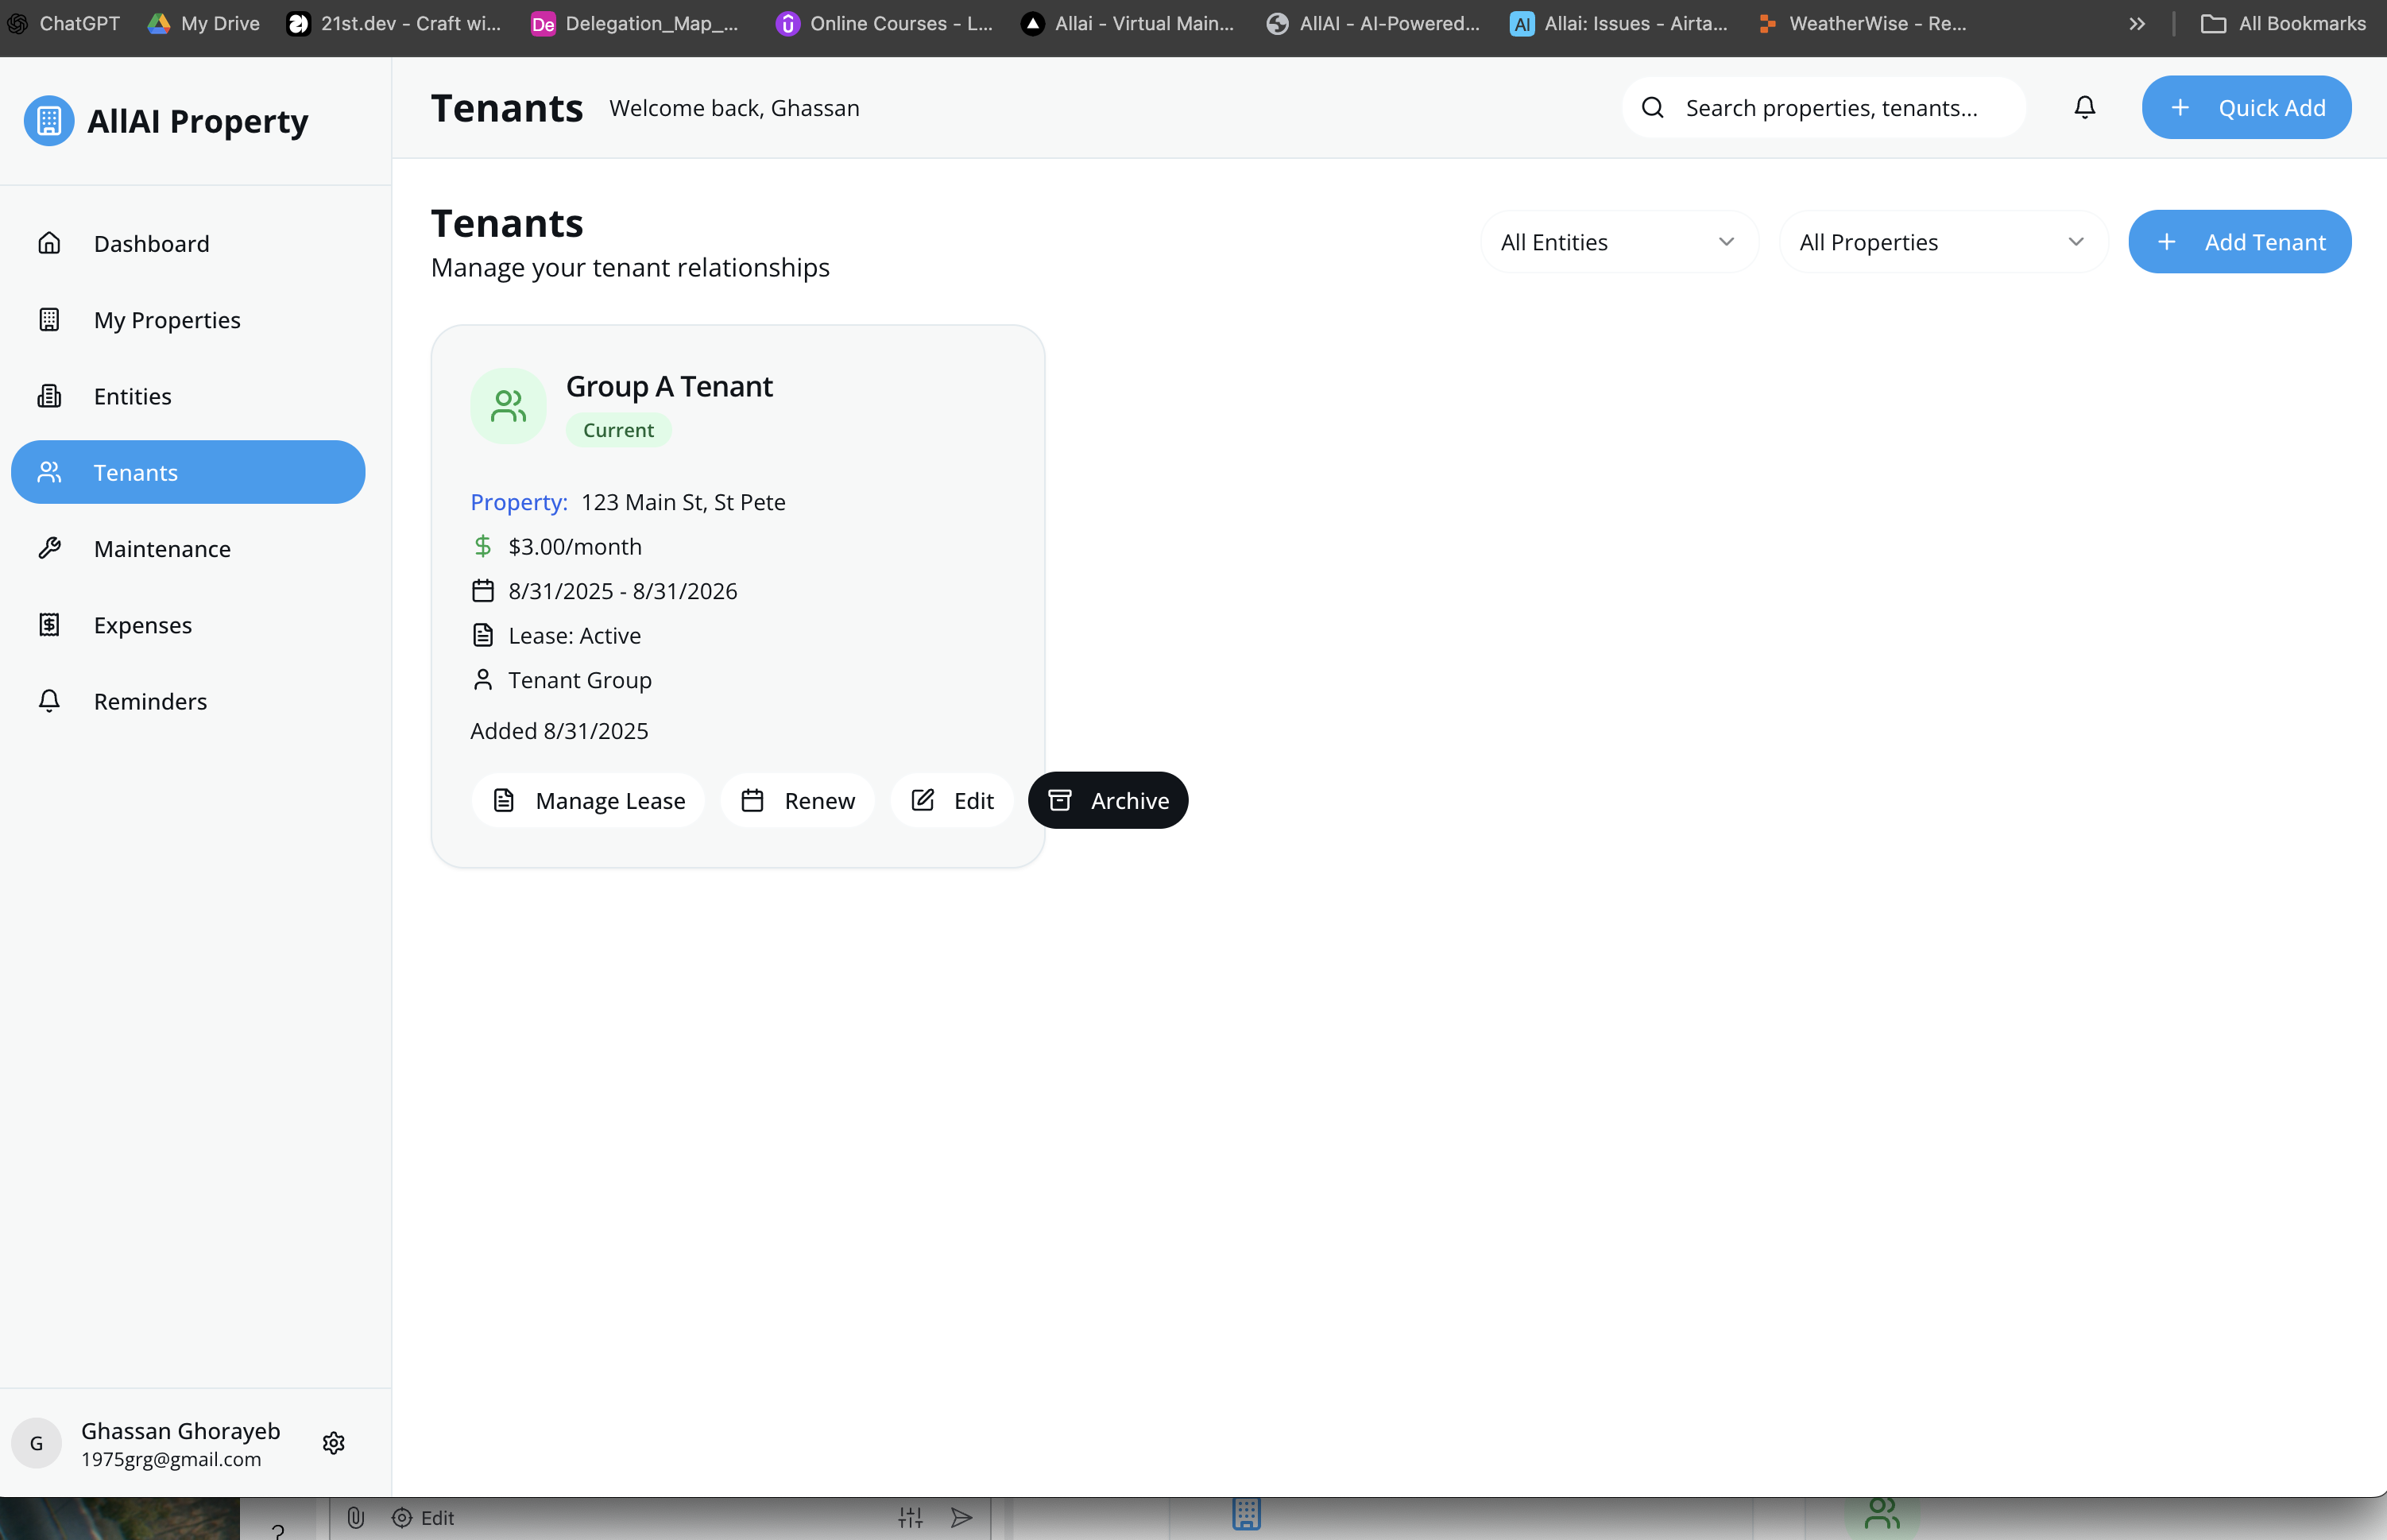 ChatGPT My Drive 21st.dev - Craft wi... De Delegation_Map_... Online Courses - L... Allai - Virtual Main... AllAI - AI-Powered... AI Allai: Issues - Airta... WeatherWise - Re... » All Bookmarks
AllAI Property
Tenants Welcome back, Ghassan Search properties, tenants... Quick Add
Dashboard
My Properties
Entities
Tenants
Maintenance
Expenses
Reminders
Tenants
Manage your tenant relationships
All Entities All Properties Add Tenant
Group A Tenant
Current
Property: 123 Main St, St Pete
$ $3.00/month
8/31/2025 - 8/31/2026
Lease: Active
Tenant Group
Added 8/31/2025
Manage Lease Renew Edit Archive
G
Ghassan Ghorayeb
1975grg@gmail.com
? Edit